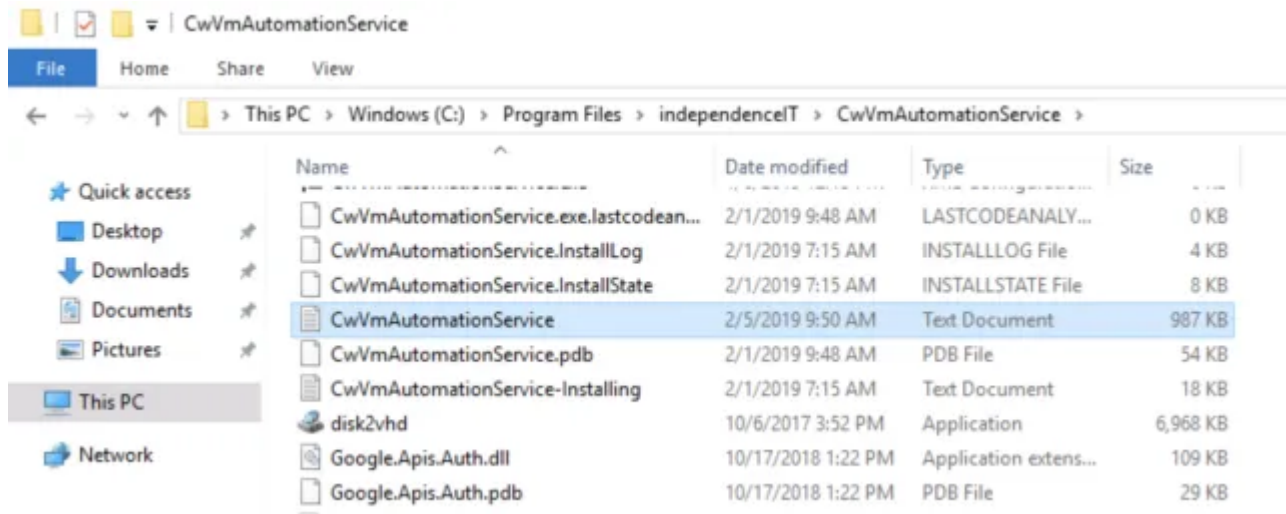 CwVmAutomationService
File Home Share View
This PC > Windows (C:) > Program Files > independenceIT > CwVmAutomationService >
Name Date modified Type Size
Quick access
Desktop
Downloads
Documents
Pictures
This PC
Network
CwVmAutomationService.exe.lastcodean... 2/1/2019 9:48 AM LASTCODEANALY... 0 KB
CwVmAutomationService.InstallLog 2/1/2019 7:15 AM INSTALLLOG File 4 KB
CwVmAutomationService.InstallState 2/1/2019 7:15 AM INSTALLSTATE File 8 KB
CwVmAutomationService 2/5/2019 9:50 AM Text Document 987 KB
CwVmAutomationService.pdb 2/1/2019 9:48 AM PDB File 54 KB
CwVmAutomationService-Installing 2/1/2019 7:15 AM Text Document 18 KB
disk2vhd 10/6/2017 3:52 PM Application 6,968 KB
Google.Apis.Auth.dll 10/17/2018 1:22 PM Application extens... 109 KB
Google.Apis.Auth.pdb 10/17/2018 1:22 PM PDB File 29 KB